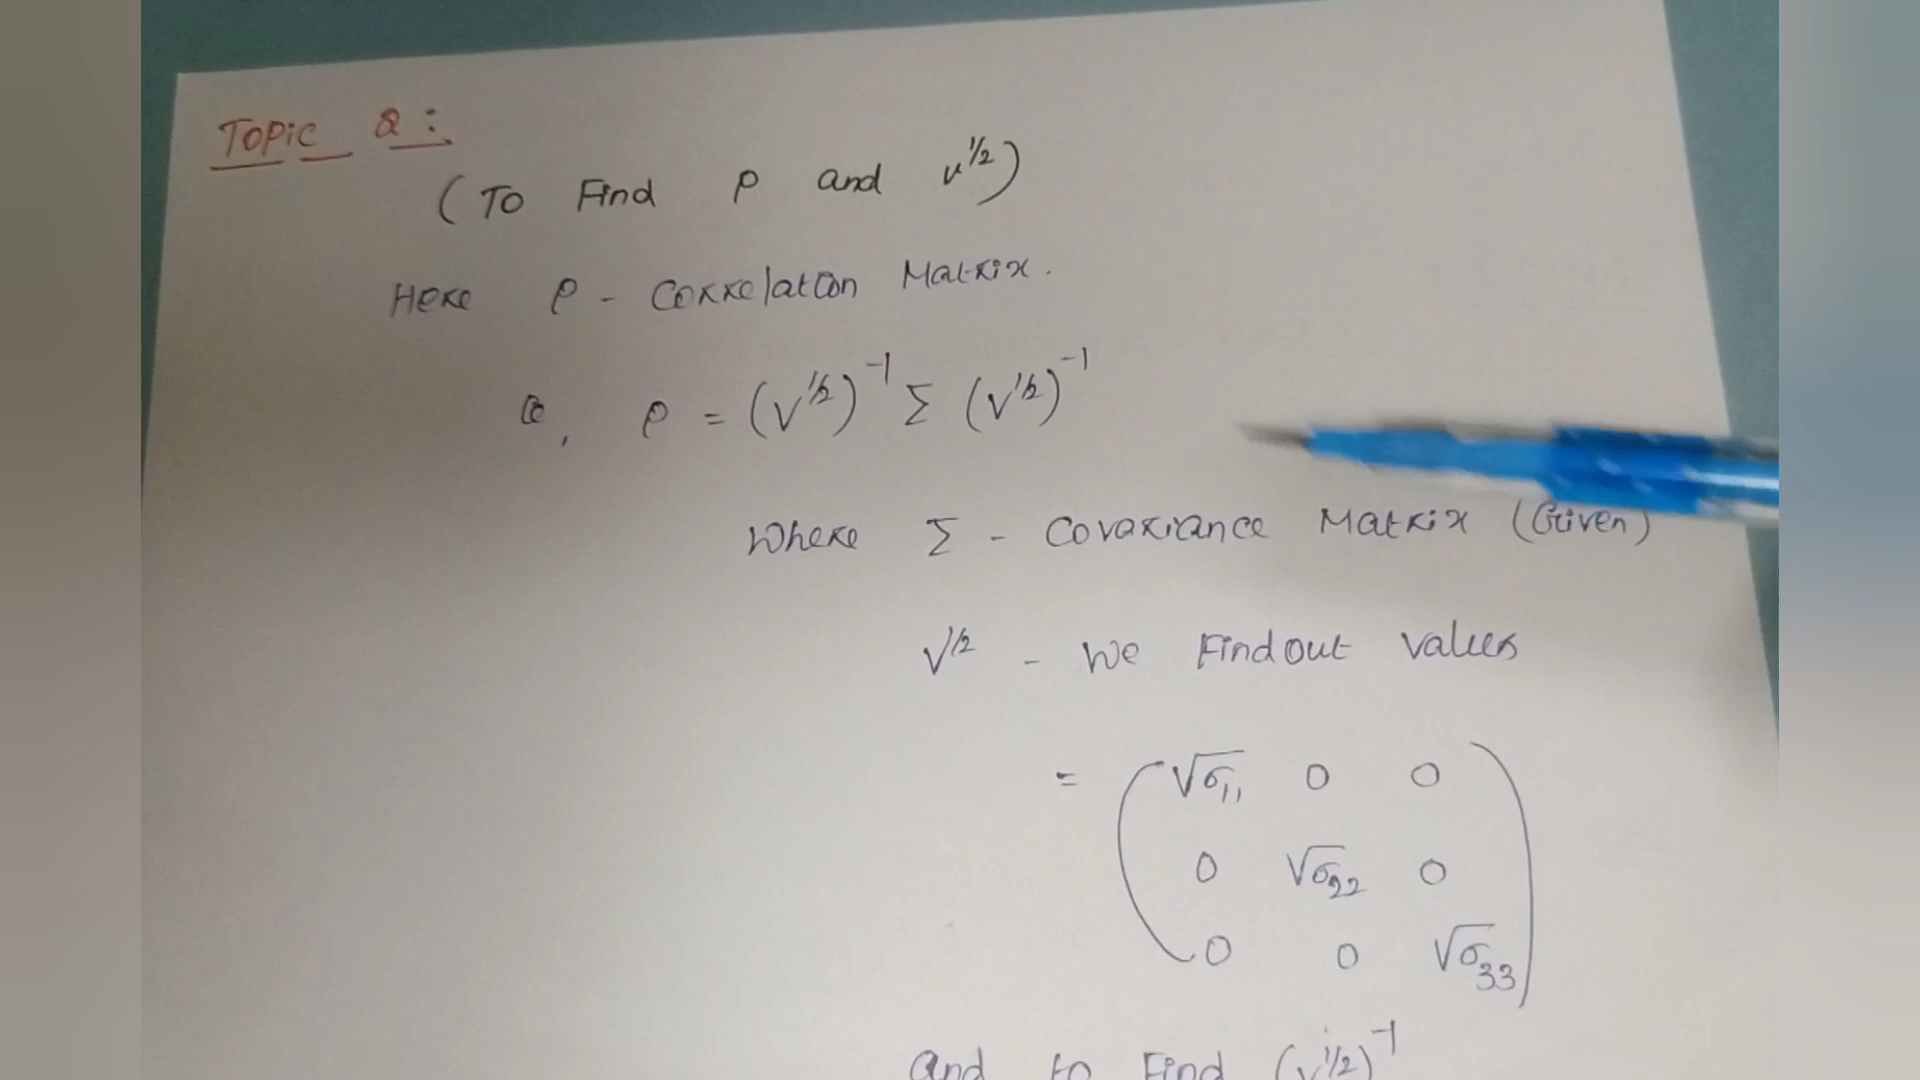 Topic 2:
(To Find ρ and V^1/2)
Here ρ - Correlation Matrix.
ρ = (V^1/2)^-1 Σ (V^1/2)^-1
Where Σ - Covariance Matrix (Given)
V^1/2 - We Findout Values
= (√σ11 0 0
0 √σ22 0
0 0 √σ33)
and to Find (V^1/2)^-1